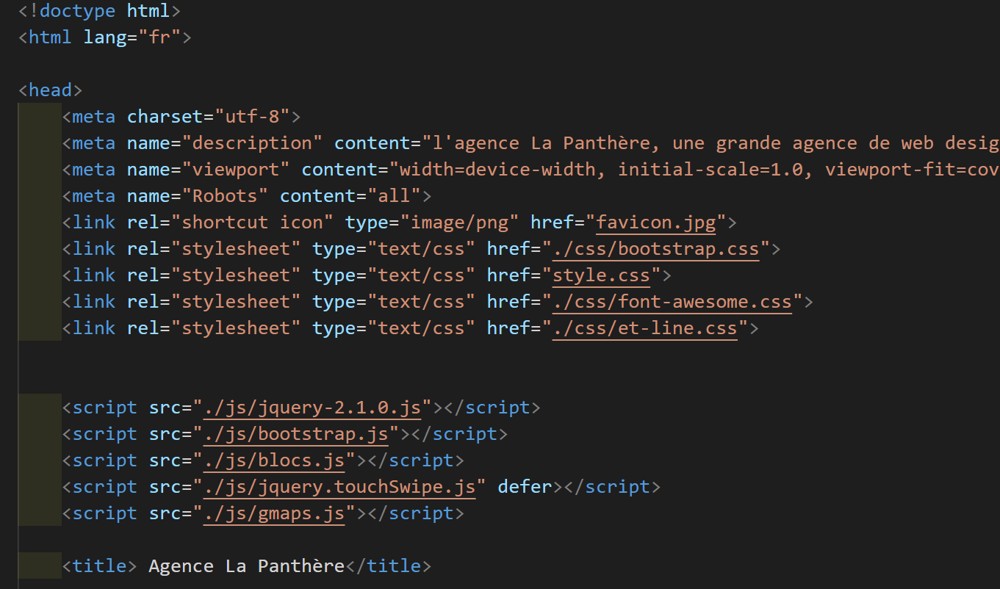 <!doctype html>
<html lang="fr">
<head>
<meta charset="utf-8">
<meta name="description" content="l'agence La Panthère, une grande agence de web desig
<meta name="viewport" content="width=device-width, initial-scale=1.0, viewport-fit=cov
<meta name="Robots" content="all">
<link rel="shortcut icon" type="image/png" href="favicon.jpg">
<link rel="stylesheet" type="text/css" href="./css/bootstrap.css">
<link rel="stylesheet" type="text/css" href="style.css">
<link rel="stylesheet" type="text/css" href="./css/font-awesome.css">
<link rel="stylesheet" type="text/css" href="./css/et-line.css">
<script src="./js/jquery-2.1.0.js"></script>
<script src="./js/bootstrap.js"></script>
<script src="./js/blocs.js"></script>
<script src="./js/jquery.touchSwipe.js" defer></script>
<script src="./js/gmaps.js"></script>
<title> Agence La Panthère</title>